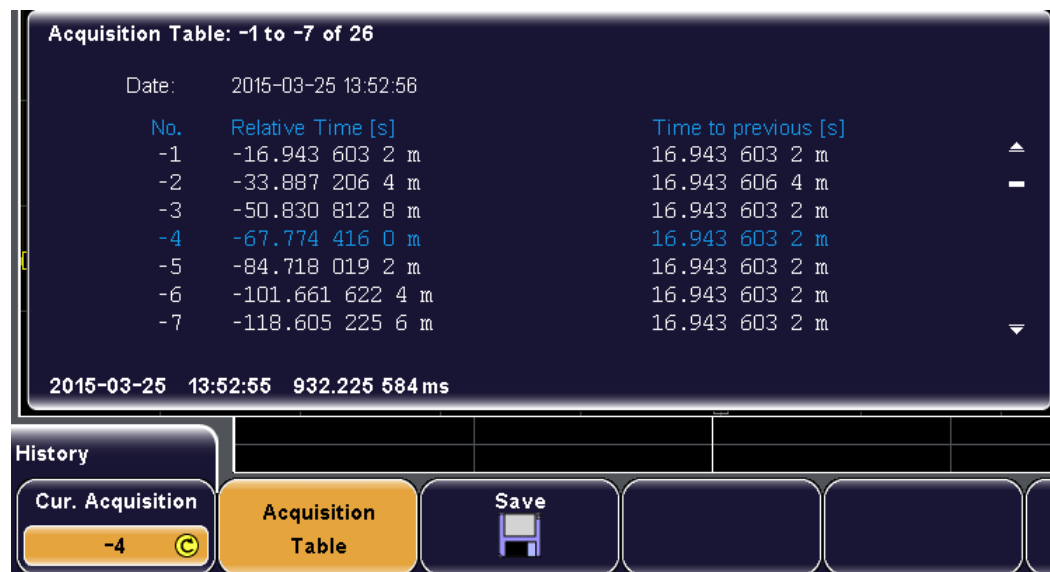 Acquisition Table: -1 to -7 of 26
Date: 2015-03-25 13:52:56
No. Relative Time [s] Time to previous [s]
-1 -16.943 603 2 m 16.943 603 2 m
-2 -33.887 206 4 m 16.943 606 4 m
-3 -50.830 812 8 m 16.943 603 2 m
-4 -67.774 416 0 m 16.943 603 2 m
-5 -84.718 019 2 m 16.943 603 2 m
-6 -101.661 622 4 m 16.943 603 2 m
-7 -118.605 225 6 m 16.943 603 2 m
2015-03-25 13:52:55 932.225 584 ms
History
Cur. Acquisition
-4
Acquisition
Table
Save